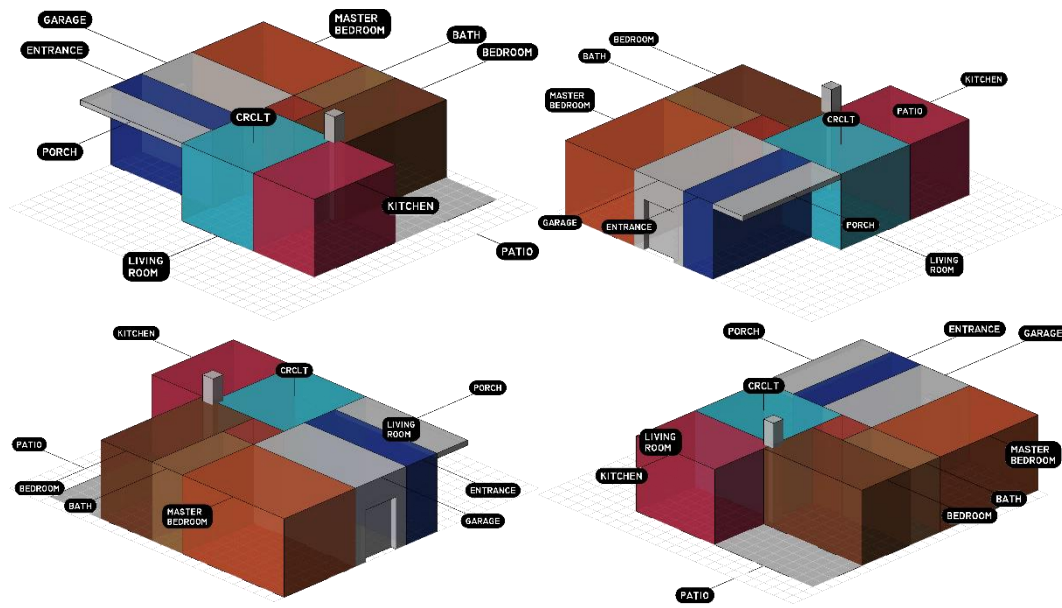 GARAGE
MASTER
BEDROOM
BATH
ENTRANCE
BEDROOM
CRCLT
PORCH
KITCHEN
LIVING
ROOM
PATIO
BEDROOM
BATH
KITCHEN
MASTER
BEDROOM
PATIO
CRCLT
GARAGE
ENTRANCE
PORCH
LIVING
ROOM
KITCHEN
CRCLT
PORCH
LIVING
ROOM
PATIO
BEDROOM
BATH
MASTER
BEDROOM
ENTRANCE
GARAGE
PORCH
ENTRANCE
GARAGE
CRCLT
LIVING
ROOM
KITCHEN
MASTER
BEDROOM
BATH
BEDROOM
PATIO